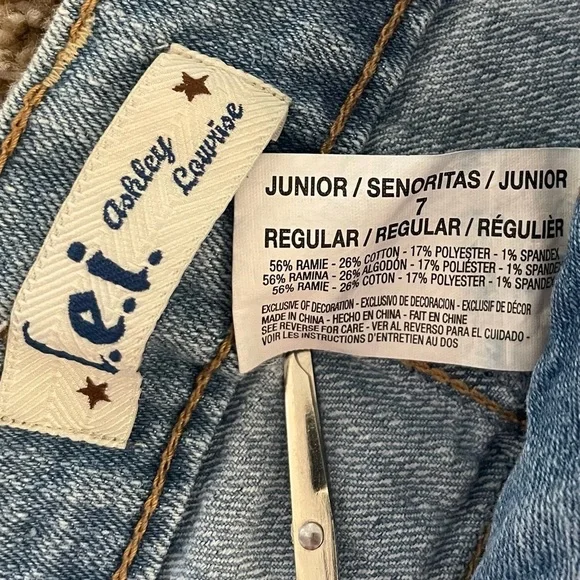 l.e.i.
Ashley
Lowrise
JUNIOR / SENORITAS / JUNIOR
7
REGULAR / REGULAR / RÉGULIÈR
56% RAMIE - 26% COTTON - 17% POLYESTER - 1% SPANDEX
56% RAMINA - 26% ALGODÓN - 17% POLIÉSTER - 1% SPANDEX
56% RAMIE - 26% COTON - 17% POLYESTER - 1% SPANDEX
EXCLUSIVE OF DECORATION - EXCLUSIVO DE DECORACION - EXCLUSIF DE DÉCOR
MADE IN CHINA - HECHO EN CHINA - FAIT EN CHINE
SEE REVERSE FOR CARE - VER AL REVERSO PARA EL CUIDADO -
VOIR LES INSTRUCTIONS D'ENTRETIEN AU DOS